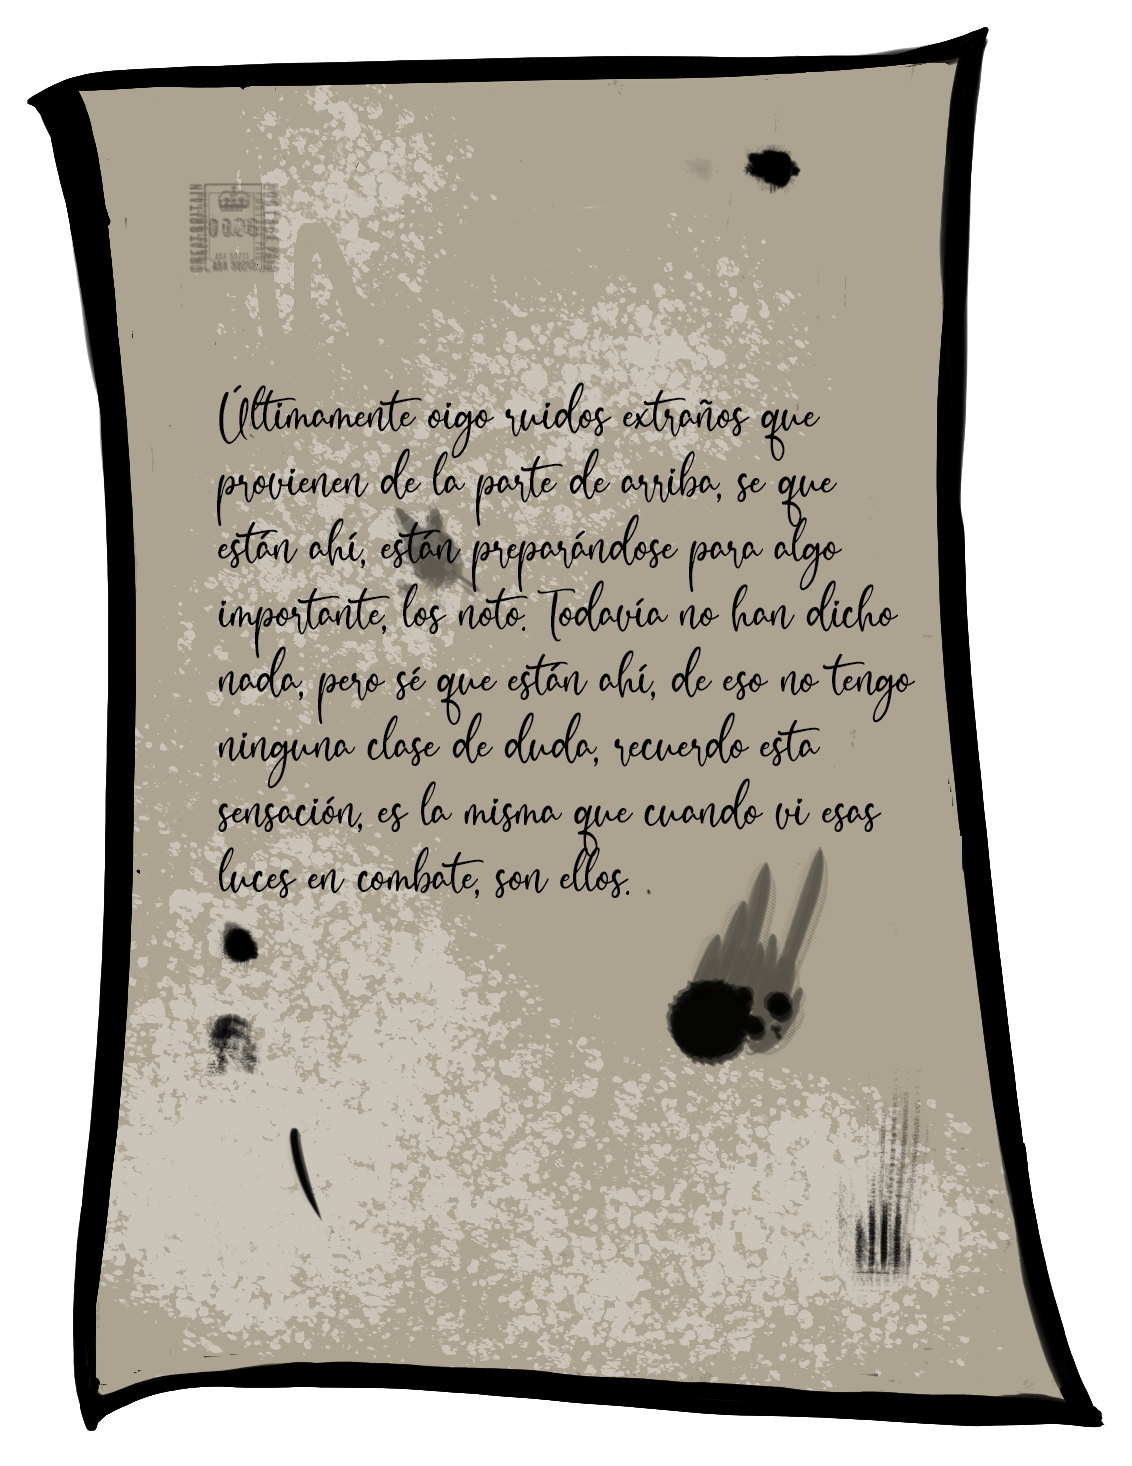 GREAT BRITAIN
Últimamente oigo ruidos extraños que
provienen de la parte de arriba, se que
están ahí, están preparándose para algo
importante, los noto. Todavía no han dicho
nada, pero sé que están ahí, de eso no tengo
ninguna clase de duda, recuerdo esta
sensación, es la misma que cuando vi esas
luces en combate, son ellos.